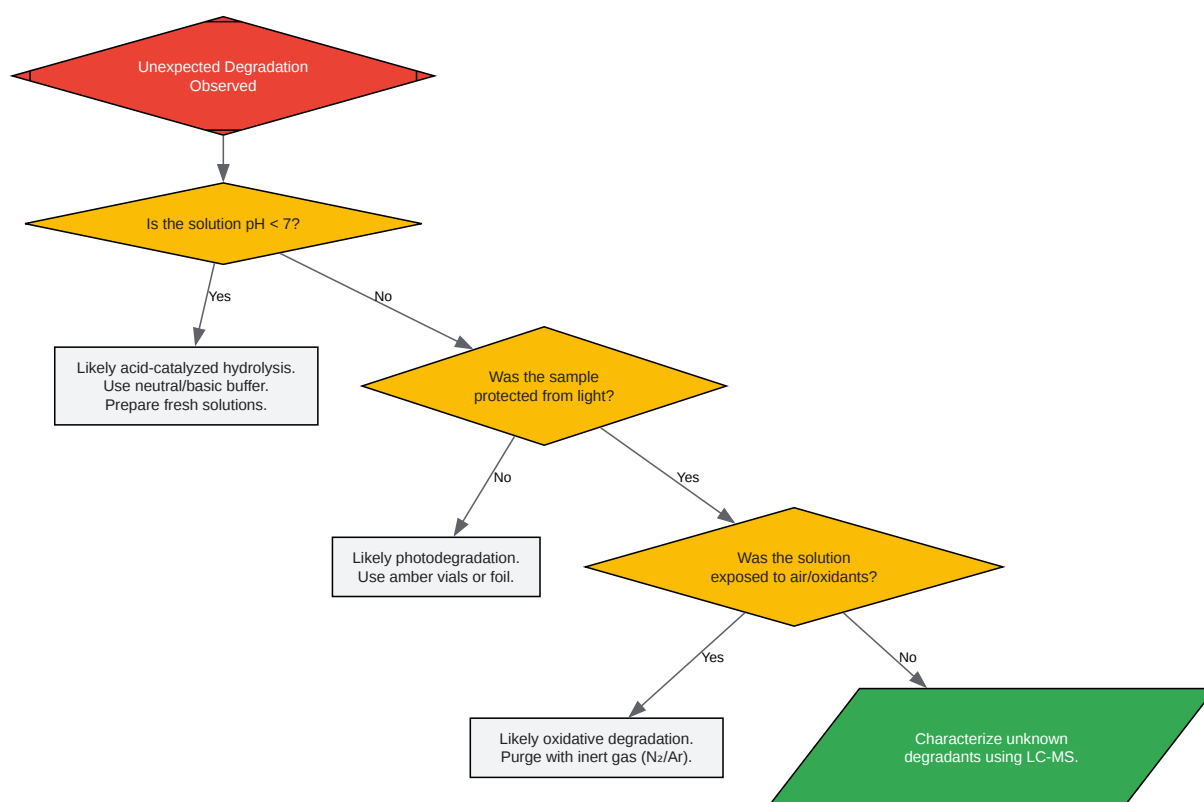 Unexpected Degradation
Observed
Is the solution pH < 7?
Yes
No
Likely acid-catalyzed hydrolysis.
Use neutral/basic buffer.
Prepare fresh solutions.
Was the sample
protected from light?
No
Yes
Likely photodegradation.
Use amber vials or foil.
Was the solution
exposed to air/oxidants?
Yes
No
Likely oxidative degradation.
Purge with inert gas (N₂/Ar).
Characterize unknown
degradants using LC-MS.